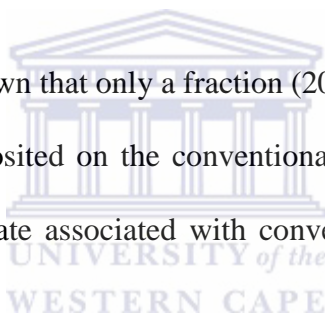 wn that only a fraction (20
osited on the conventiona
ate associated with conve
UNIVERSITY of the
WESTERN CAPE